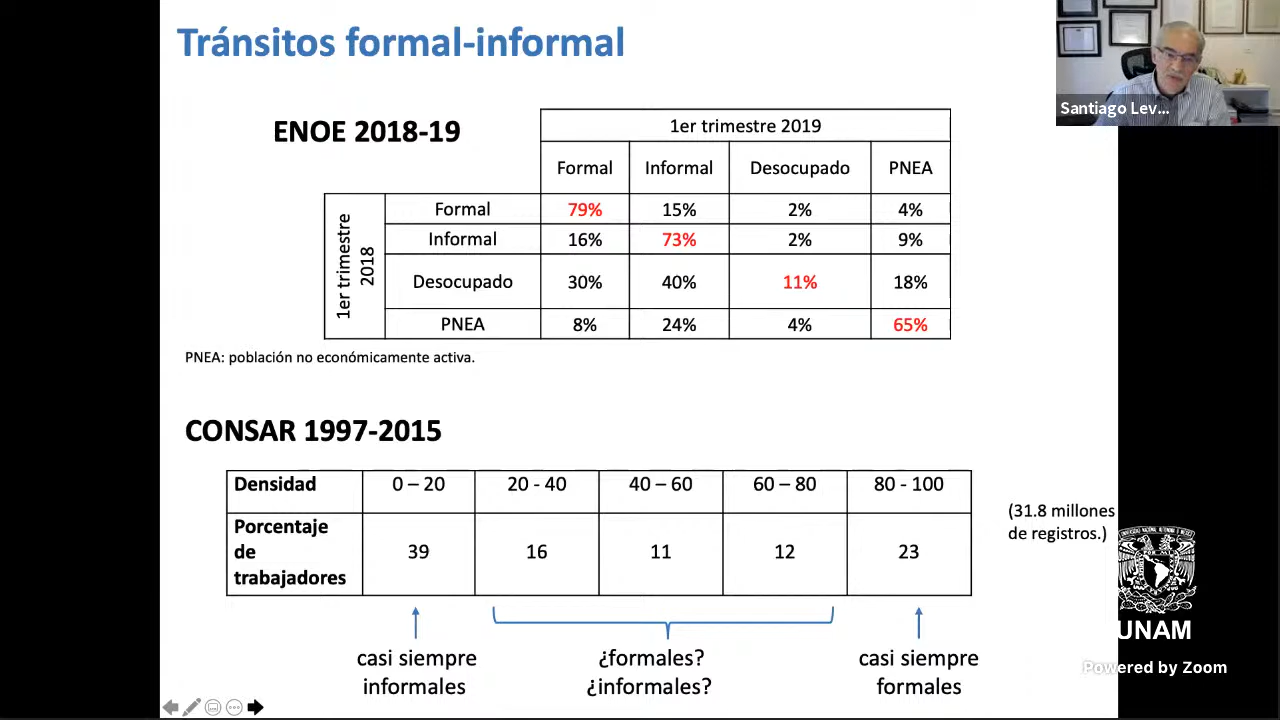 Tránsitos formal-informal
Santiago Lev...
ENOE 2018-19
1er trimestre 2019
Formal Informal Desocupado PNEA
1er trimestre
2018
Formal 79% 15% 2% 4%
Informal 16% 73% 2% 9%
Desocupado 30% 40% 11% 18%
PNEA 8% 24% 4% 65%
PNEA: población no económicamente activa.
CONSAR 1997-2015
Densidad 0 – 20 20 - 40 40 – 60 60 – 80 80 - 100
Porcentaje
de
trabajadores
39 16 11 12 23
(31.8 millones
de registros.)
casi siempre
informales
¿formales?
¿informales?
casi siempre
formales
UNAM
Powered by Zoom